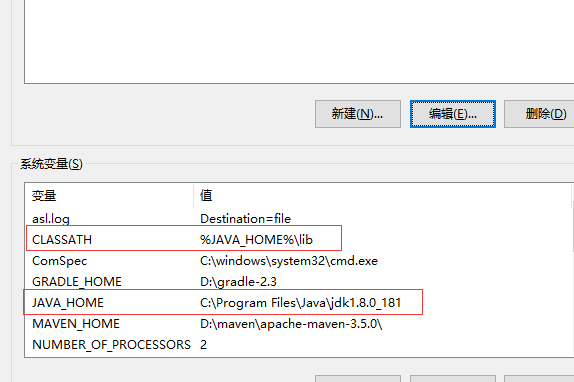 新建(N)... 编辑(E)... 删除(D)
系统变量(S)
变量 值
asl.log Destination=file
CLASSATH %JAVA_HOME%\lib
ComSpec C:\windows\system32\cmd.exe
GRADLE_HOME D:\gradle-2.3
JAVA_HOME C:\Program Files\Java\jdk1.8.0_181
MAVEN_HOME D:\maven\apache-maven-3.5.0\
NUMBER_OF_PROCESSORS 2